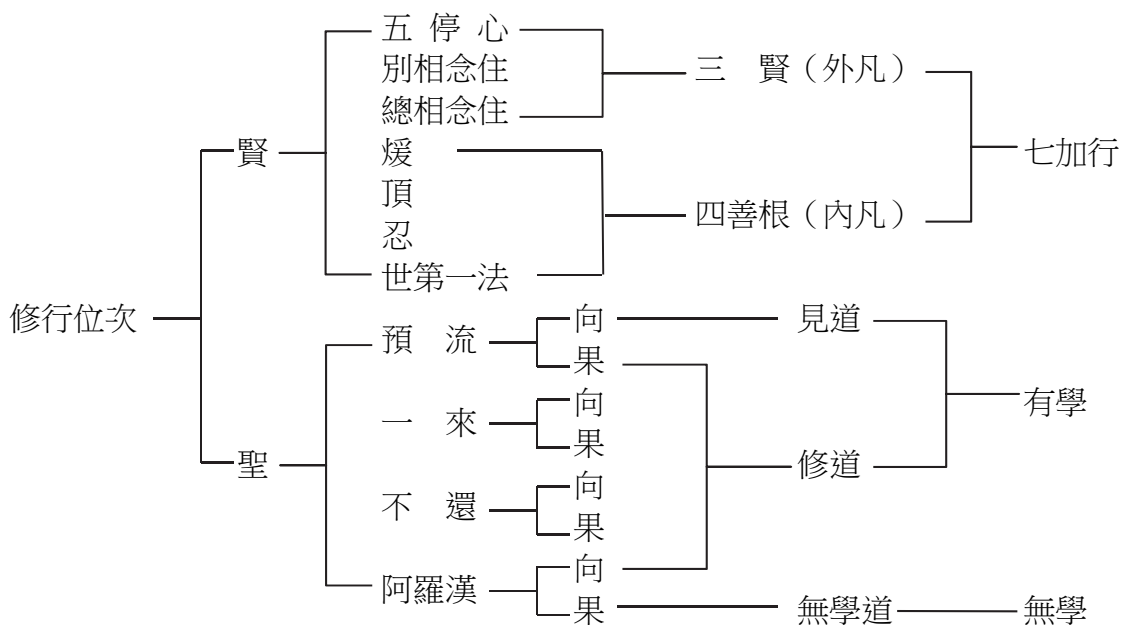 五停心
別相念住
總相念住
三賢（外凡）
賢
煖
七加行
頂
四善根（內凡）
忍
世第一法
修行位次
預流
向
見道
果
有學
一來
向
果
聖
修道
不還
向
果
阿羅漢
向
果
無學道
無學